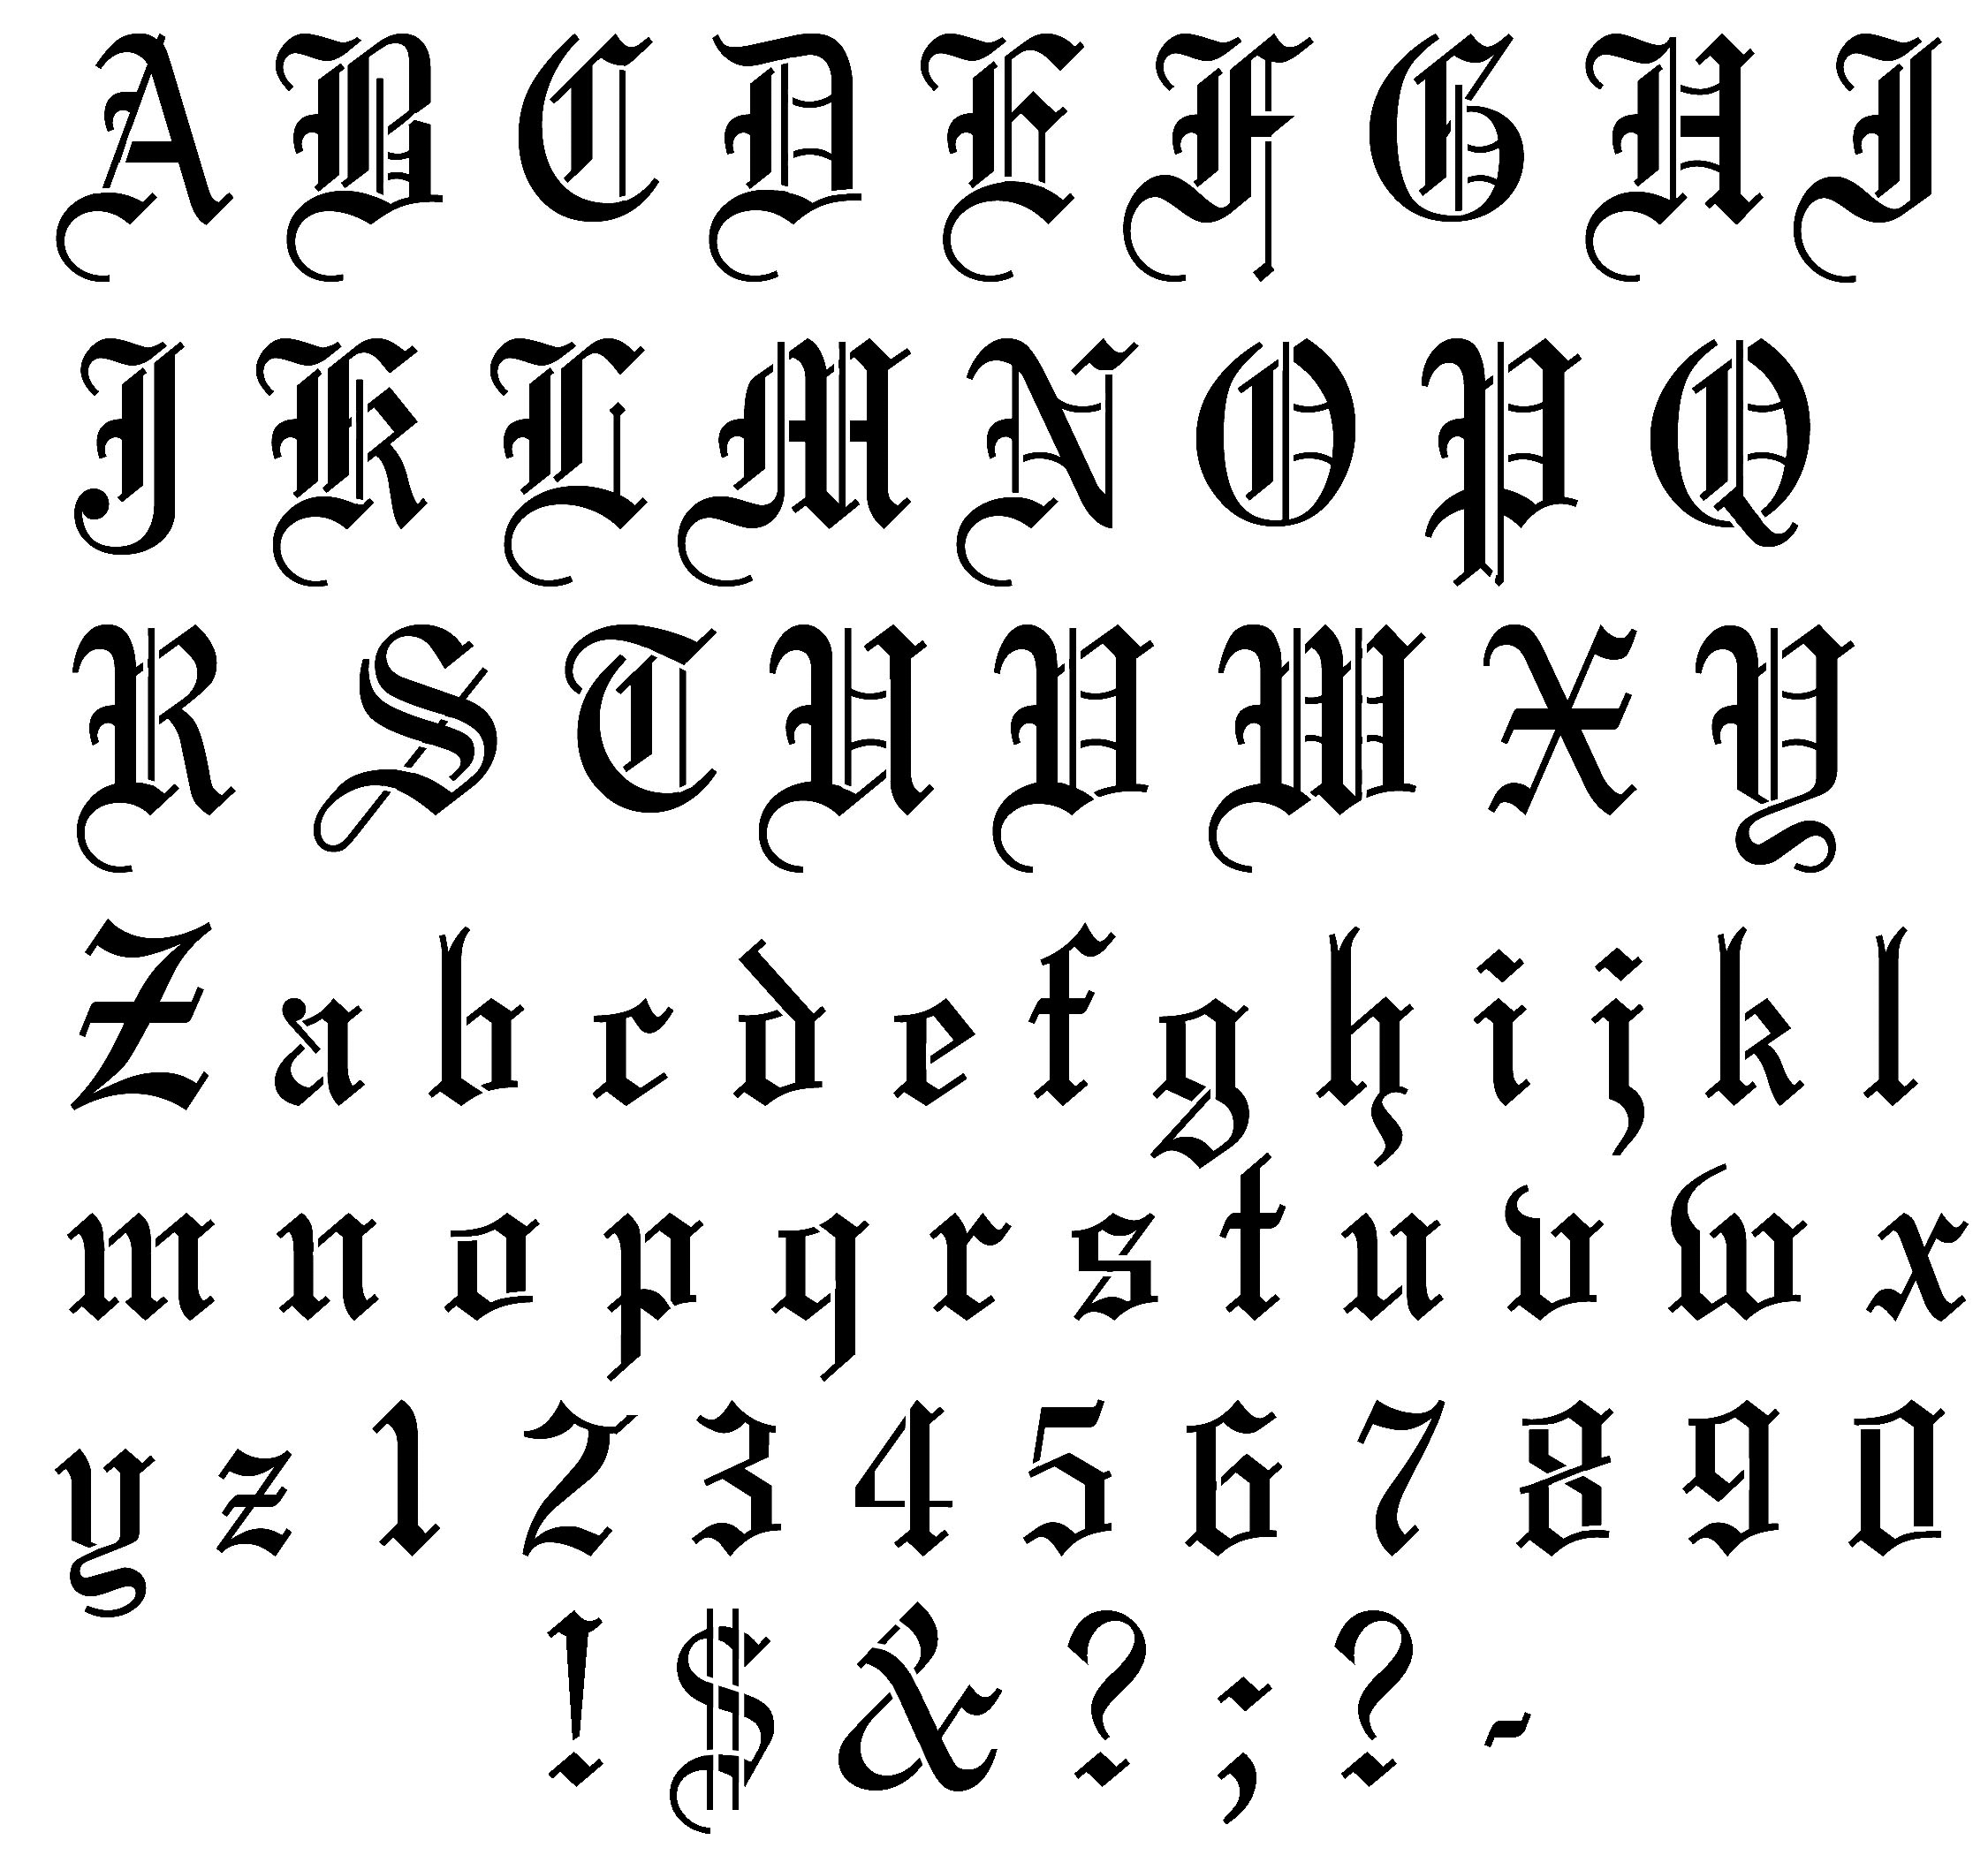 A B C D E F G H I
J K L M N O P Q
R S T U V W X Y
Z a b c d e f g h i j k l
m n o p q r s t u v w x
y z 1 2 3 4 5 6 7 8 9 0
! $ & ? ; ? -